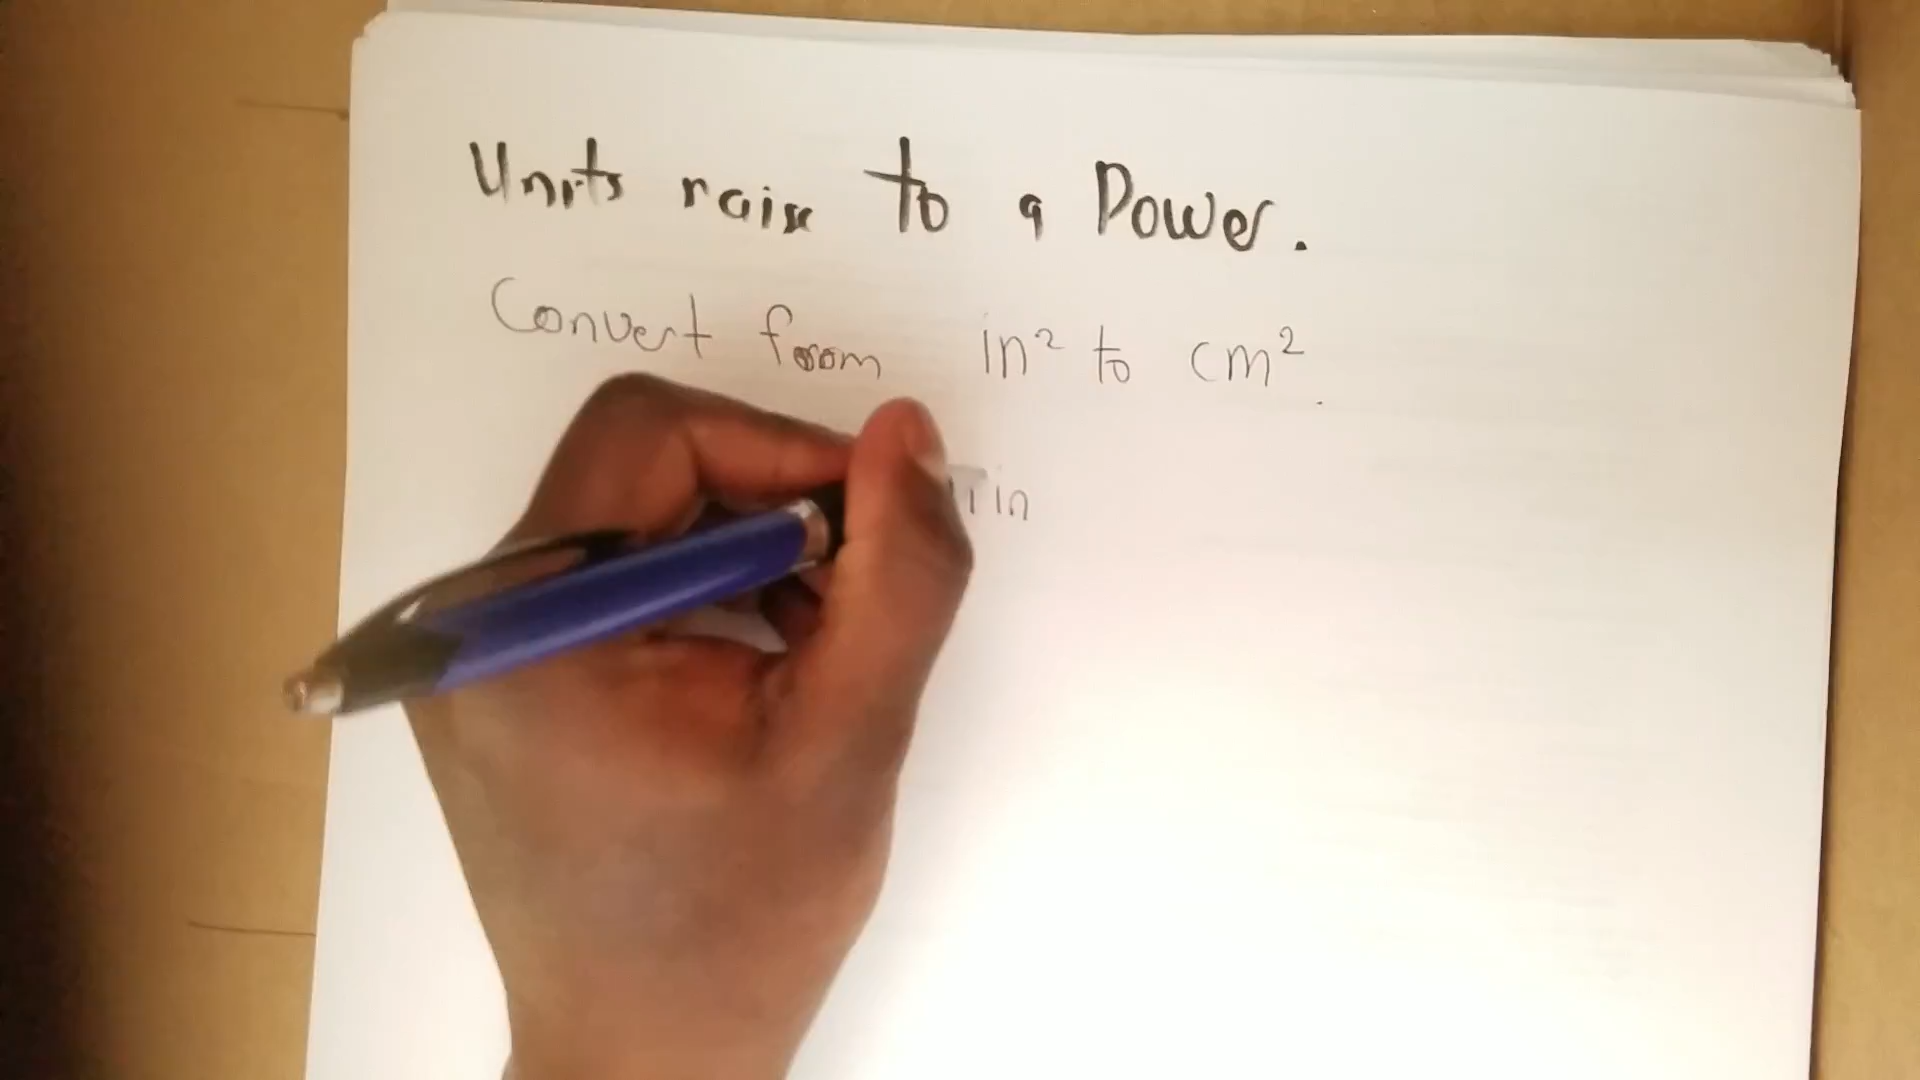 Units raise to a Power.
Convert from in² to cm².
in